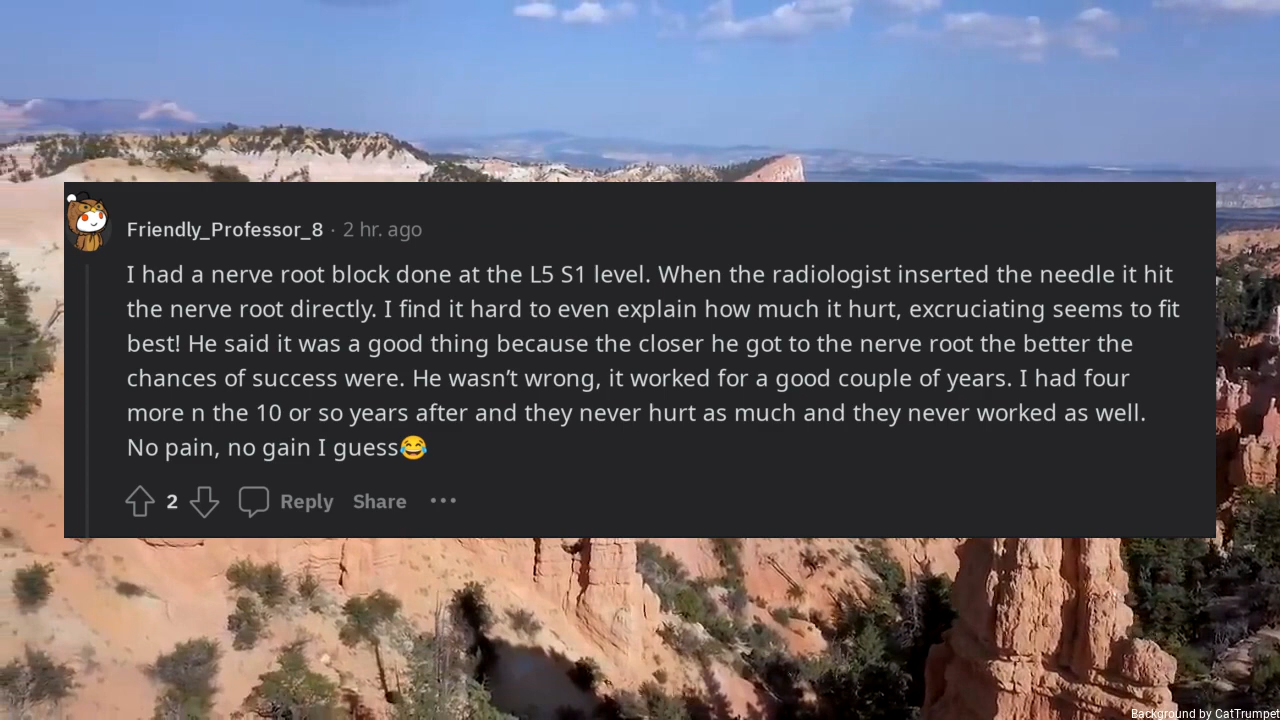 Friendly_Professor_8 · 2 hr. ago
I had a nerve root block done at the L5 S1 level. When the radiologist inserted the needle it hit
the nerve root directly. I find it hard to even explain how much it hurt, excruciating seems to fit
best! He said it was a good thing because the closer he got to the nerve root the better the
chances of success were. He wasn’t wrong, it worked for a good couple of years. I had four
more n the 10 or so years after and they never hurt as much and they never worked as well.
No pain, no gain I guess😂
2 Reply Share ···
Background by CatTrumpet